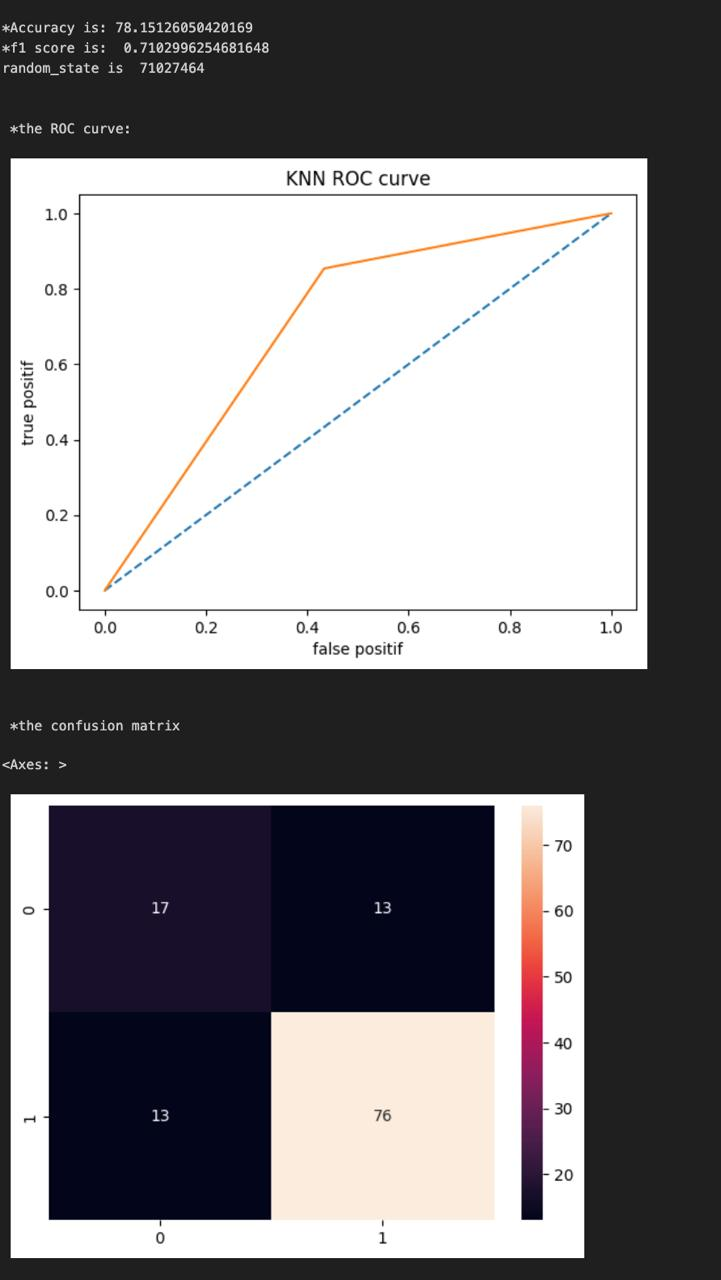 *Accuracy is: 78.15126050420169
*f1 score is:  0.7102996254681648
random_state is  71027464
*the ROC curve:
KNN ROC curve
1.0
0.8
0.6
0.4
0.2
0.0
true positif
0.0 0.2 0.4 0.6 0.8 1.0
false positif
*the confusion matrix
<Axes: >
0
1
17 13
13 76
0 1
70
60
50
40
30
20